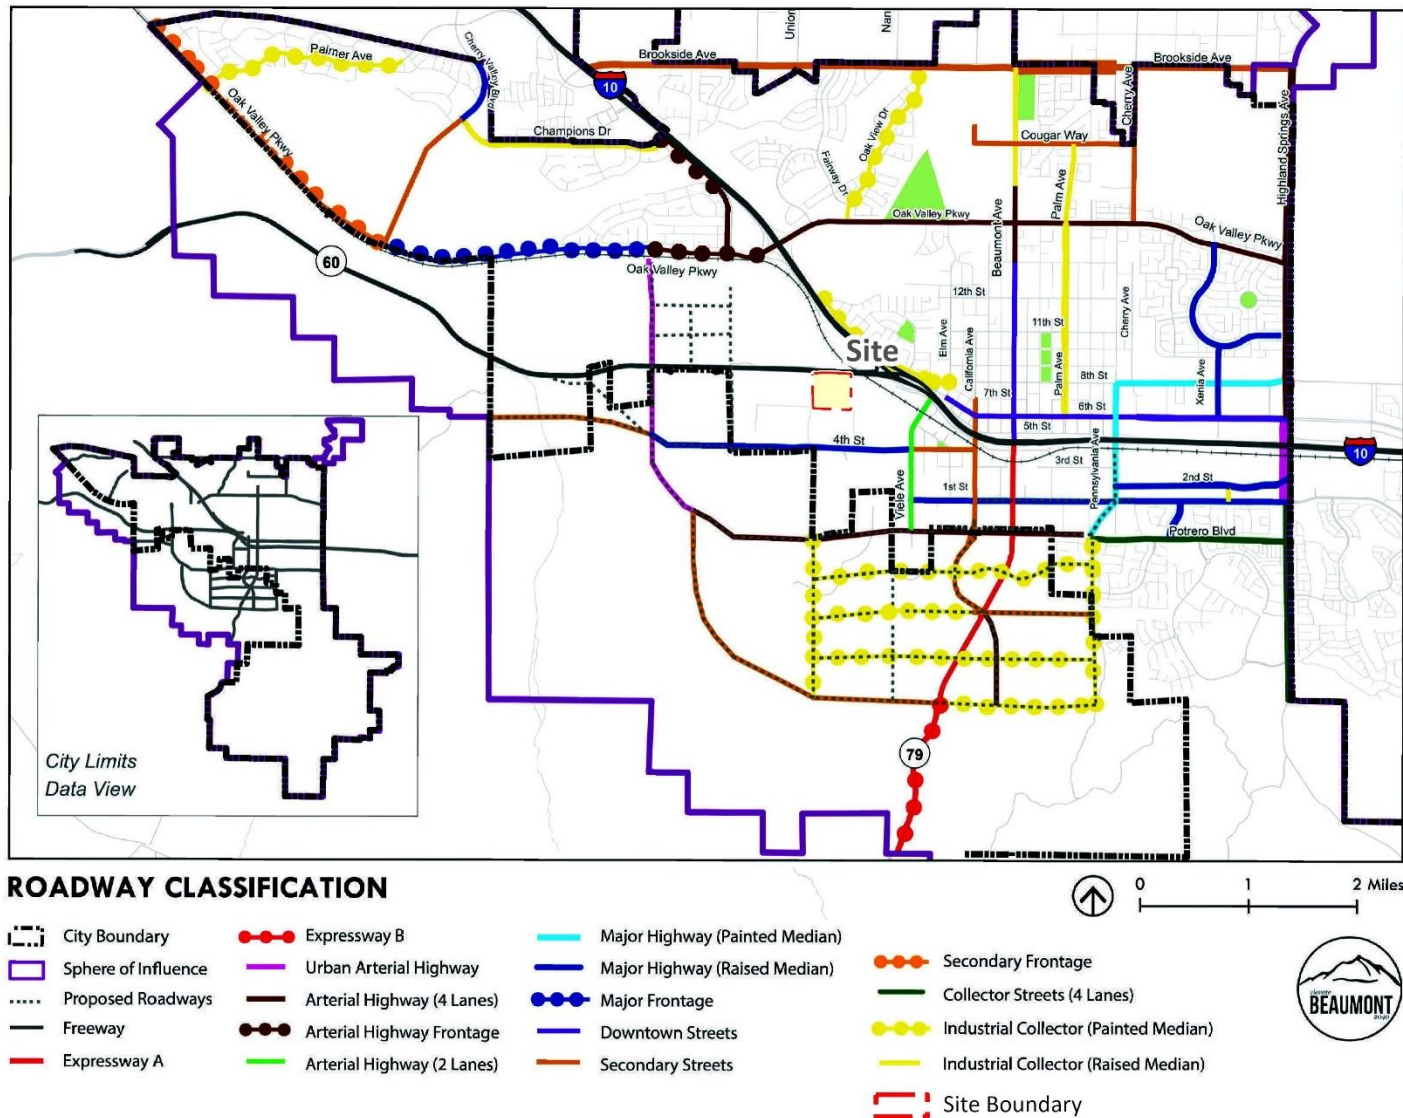 Palmer Ave
Cherry Valley Blvd
Oak Valley Pkwy
Champions Dr
10
Union
Nan
Brookside Ave
Brookside Ave
Oak View Dr
Fairway Dr
Cougar Way
Cherry Ave
Highland Springs Ave
Palm Ave
Beaumont Ave
Oak Valley Pkwy
Oak Valley Pkwy
60
Oak Valley Pkwy
12th St
11th St
Cherry Ave
Site
Elm Ave
California Ave
Palm Ave
8th St
Xenia Ave
7th St
6th St
5th St
4th St
3rd St
10
Pennsylvania Ave
2nd St
1st St
Viele Ave
Potrero Blvd
79
City Limits
Data View
ROADWAY CLASSIFICATION
0 1 2 Miles
City Boundary
Sphere of Influence
Proposed Roadways
Freeway
Expressway A
Expressway B
Urban Arterial Highway
Arterial Highway (4 Lanes)
Arterial Highway Frontage
Arterial Highway (2 Lanes)
Major Highway (Painted Median)
Major Highway (Raised Median)
Major Frontage
Downtown Streets
Secondary Streets
Secondary Frontage
Collector Streets (4 Lanes)
Industrial Collector (Painted Median)
Industrial Collector (Raised Median)
Site Boundary
elevate
BEAUMONT
2040